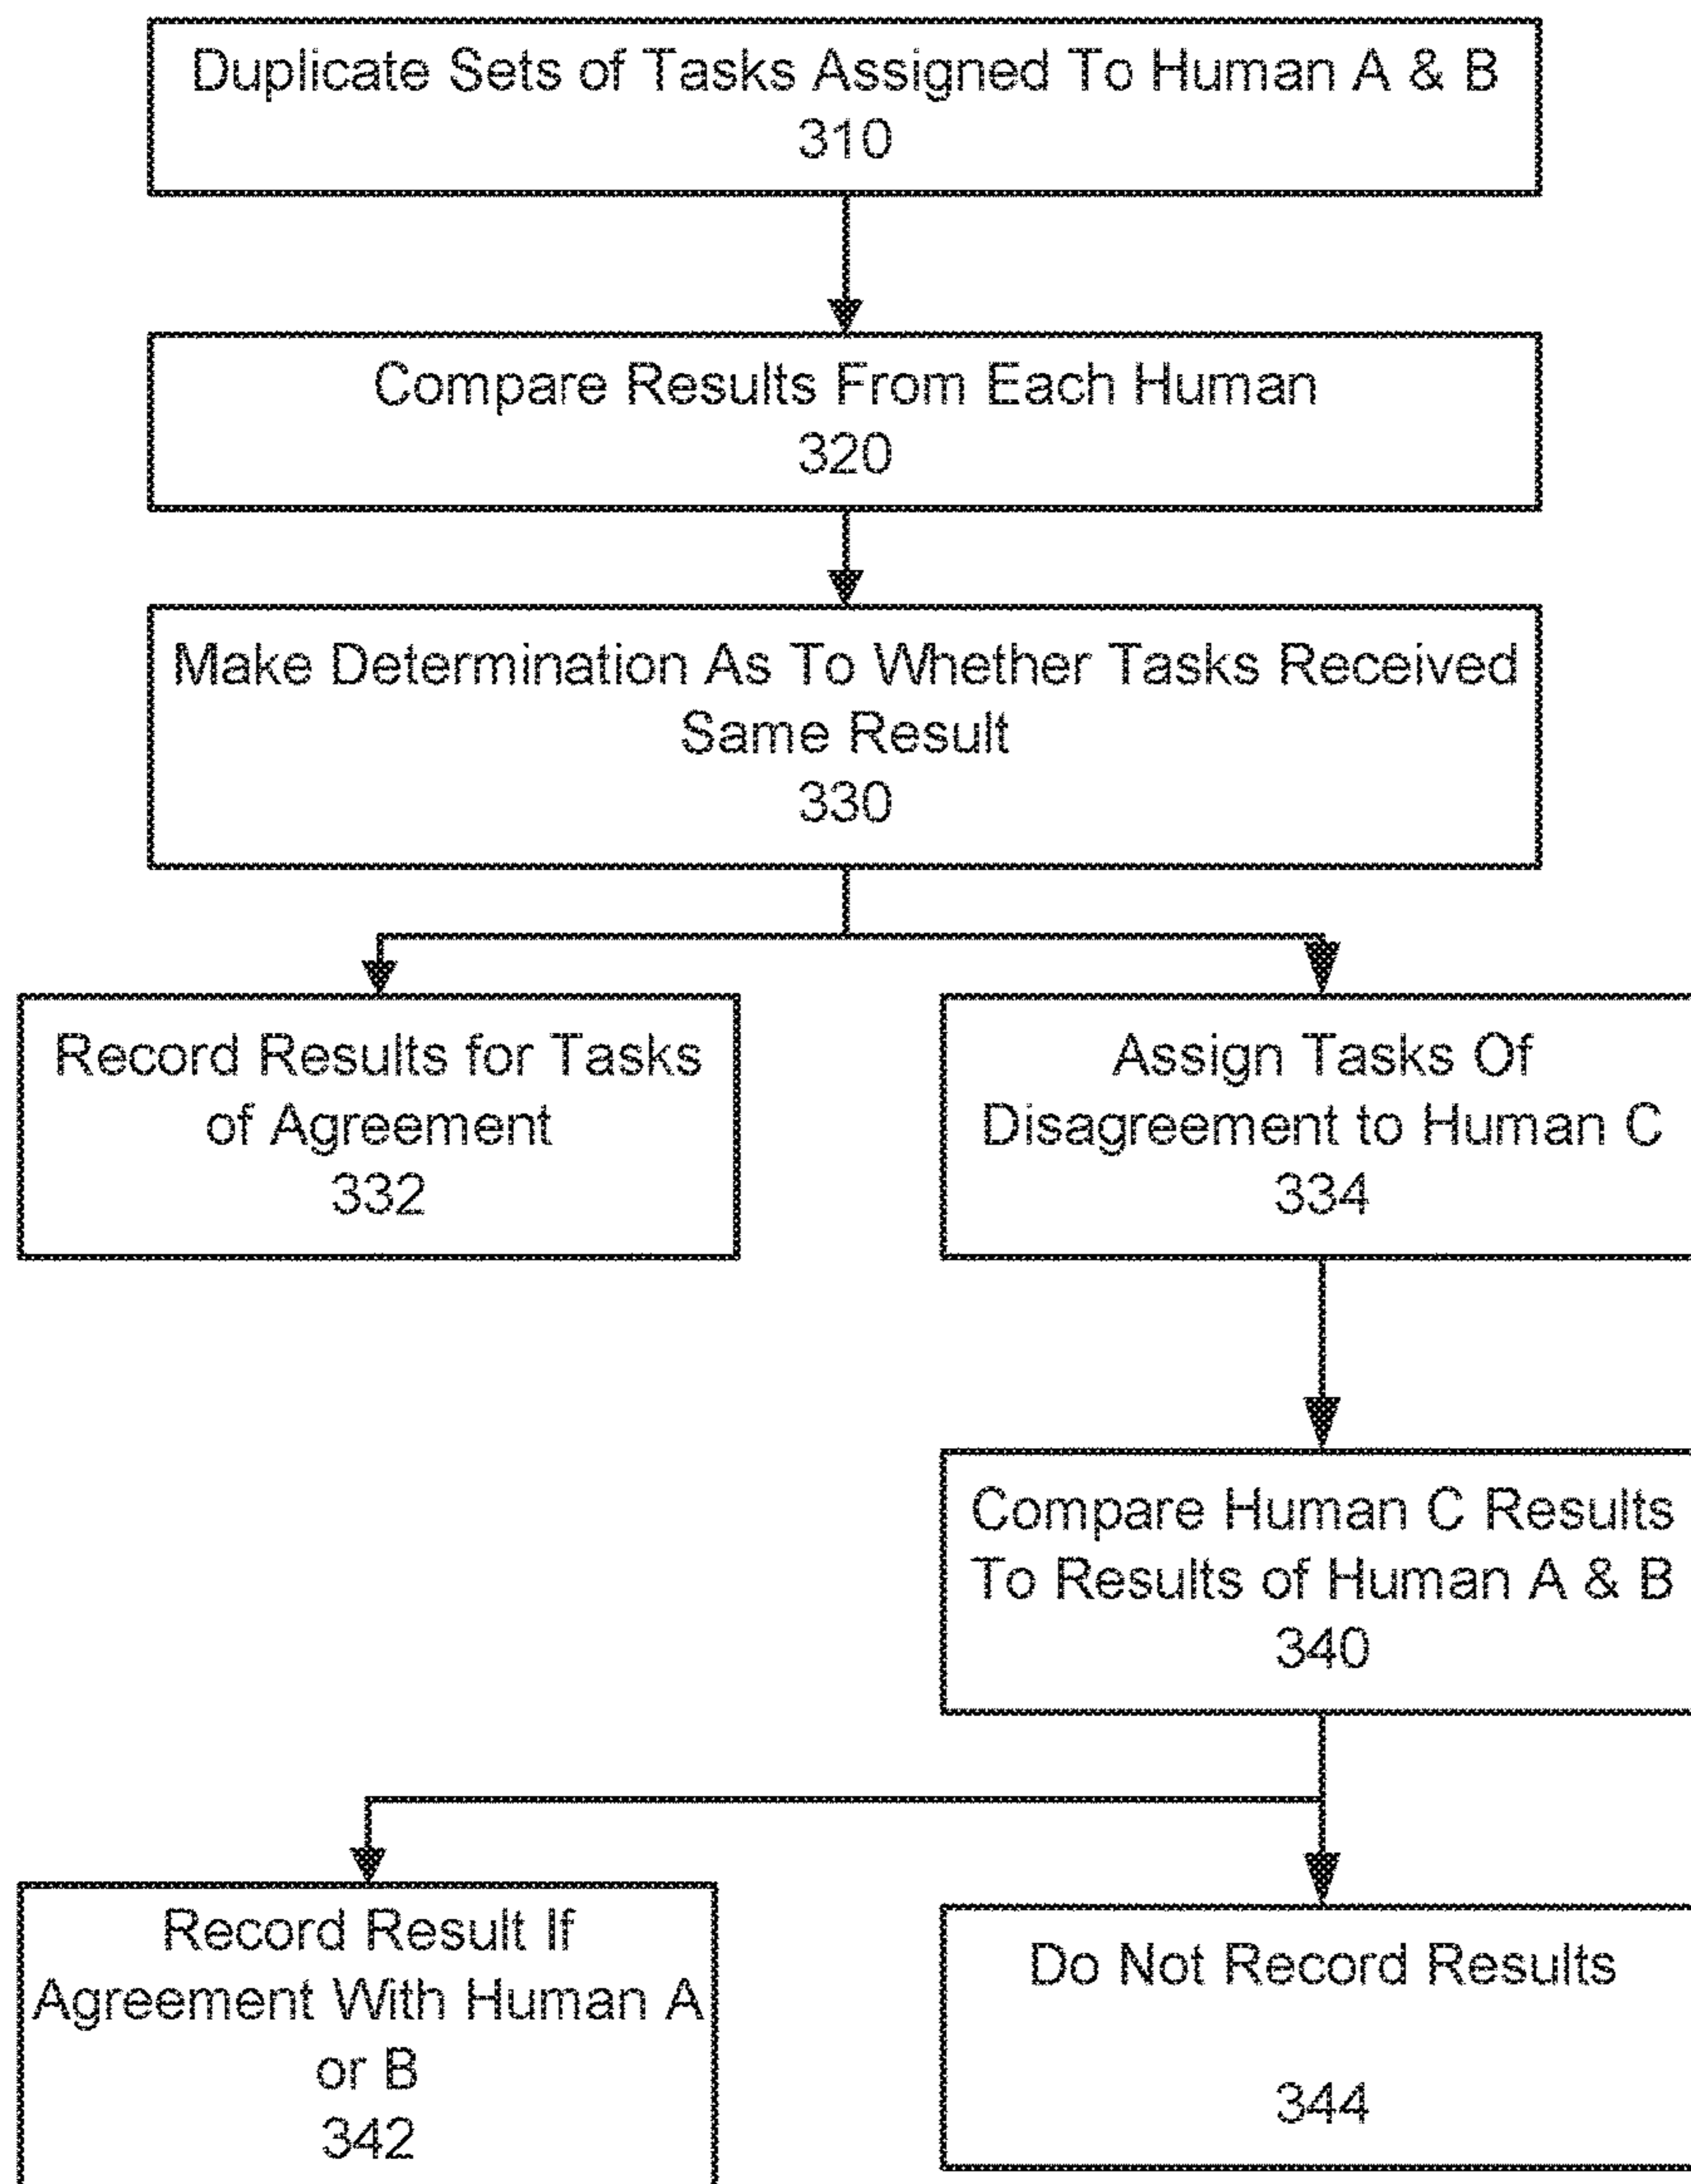 Duplicate Sets of Tasks Assigned To Human A & B
310
Compare Results From Each Human
320
Make Determination As To Whether Tasks Received
Same Result
330
Record Results for Tasks
of Agreement
332
Assign Tasks Of
Disagreement to Human C
334
Compare Human C Results
To Results of Human A & B
340
Record Result If
Agreement With Human A
or B
342
Do Not Record Results
344